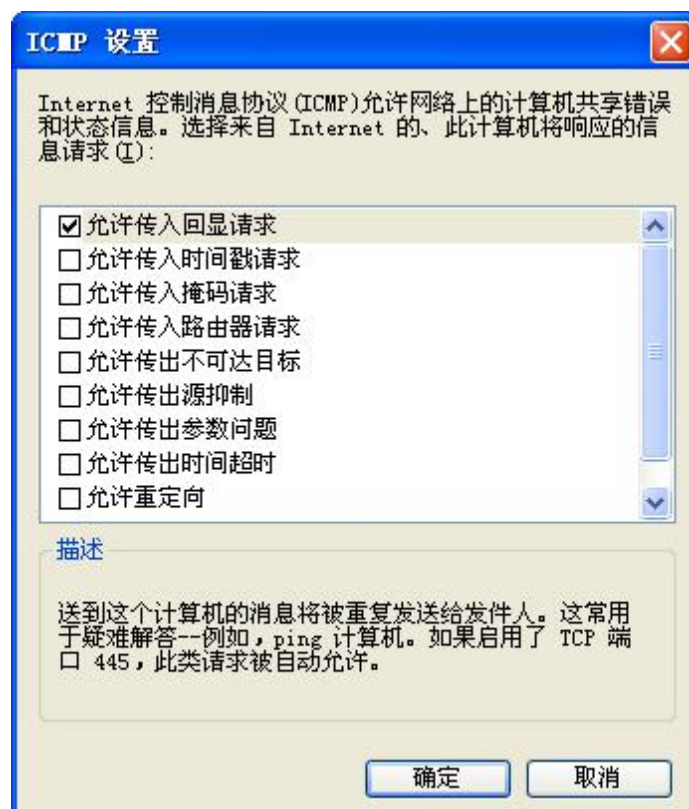 ICMP 设置
Internet 控制消息协议(ICMP)允许网络上的计算机共享错误
和状态信息。选择来自 Internet 的、此计算机将响应的信
息请求(I):
允许传入回显请求
允许传入时间戳请求
允许传入掩码请求
允许传入路由器请求
允许传出不可达目标
允许传出源抑制
允许传出参数问题
允许传出时间超时
允许重定向
描述
送到这个计算机的消息将被重复发送给发件人。这常用
于疑难解答--例如，ping 计算机。如果启用了 TCP 端
口 445，此类请求被自动允许。
确定
取消